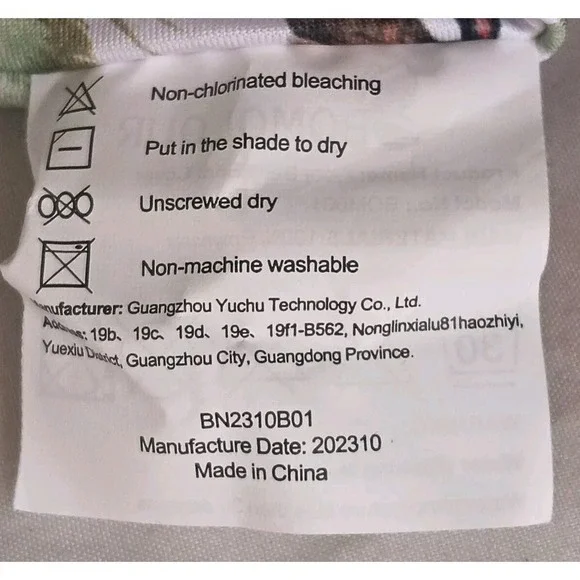 Non-chlorinated bleaching
Put in the shade to dry
Unscrewed dry
Non-machine washable
Manufacturer: Guangzhou Yuchu Technology Co., Ltd.
Address: 19b、19c、19d、19e、19f1-B562, Nonglinxialu81haozhiyi,
Yuexiu District, Guangzhou City, Guangdong Province.
BN2310B01
Manufacture Date: 202310
Made in China